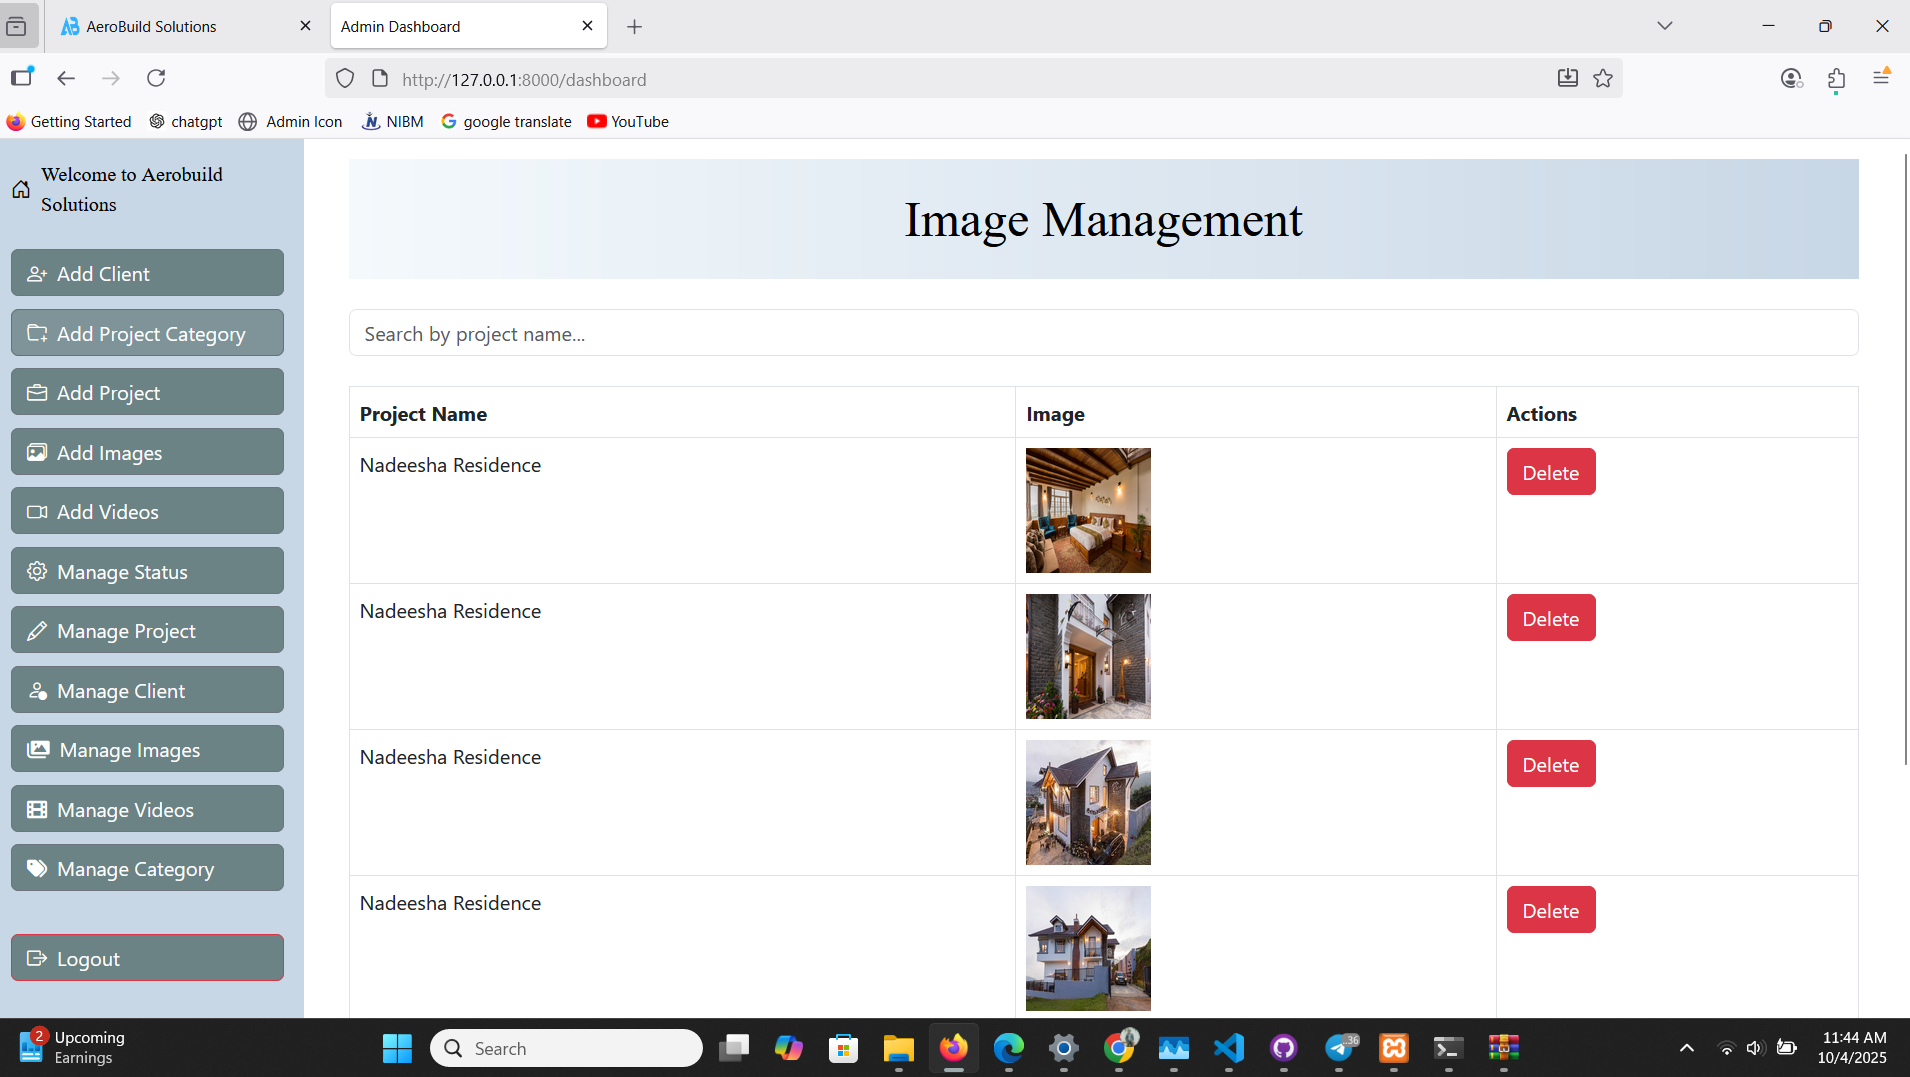 AeroBuild Solutions
Admin Dashboard
http://127.0.0.1:8000/dashboard
Getting Started
chatgpt
Admin Icon
NIBM
google translate
YouTube
Welcome to Aerobuild
Solutions
Add Client
Add Project Category
Add Project
Add Images
Add Videos
Manage Status
Manage Project
Manage Client
Manage Images
Manage Videos
Manage Category
Logout
Image Management
Search by project name...
Project Name Image Actions
Nadeesha Residence Delete
Nadeesha Residence Delete
Nadeesha Residence Delete
Nadeesha Residence Delete
2
Upcoming
Earnings
Search
..36
11:44 AM
10/4/2025